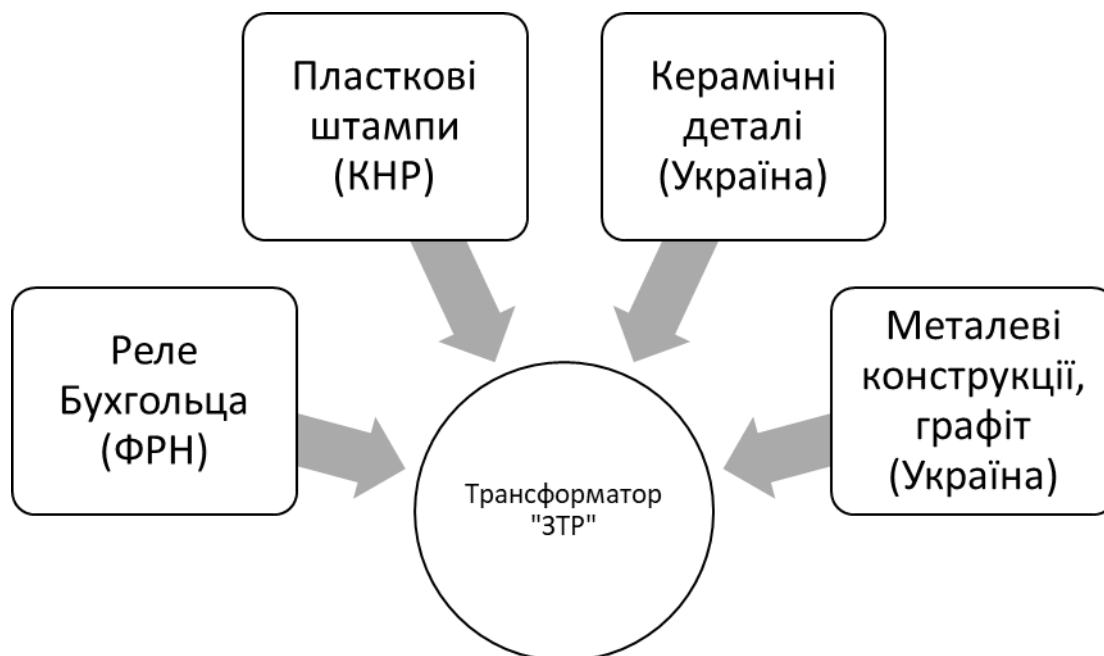 Пласткові
штампи
(КНР)
Керамічні
деталі
(Україна)
Реле
Бухгольца
(ФРН)
Металеві
конструкції,
графіт
(Україна)
Трансформатор
"ЗТР"